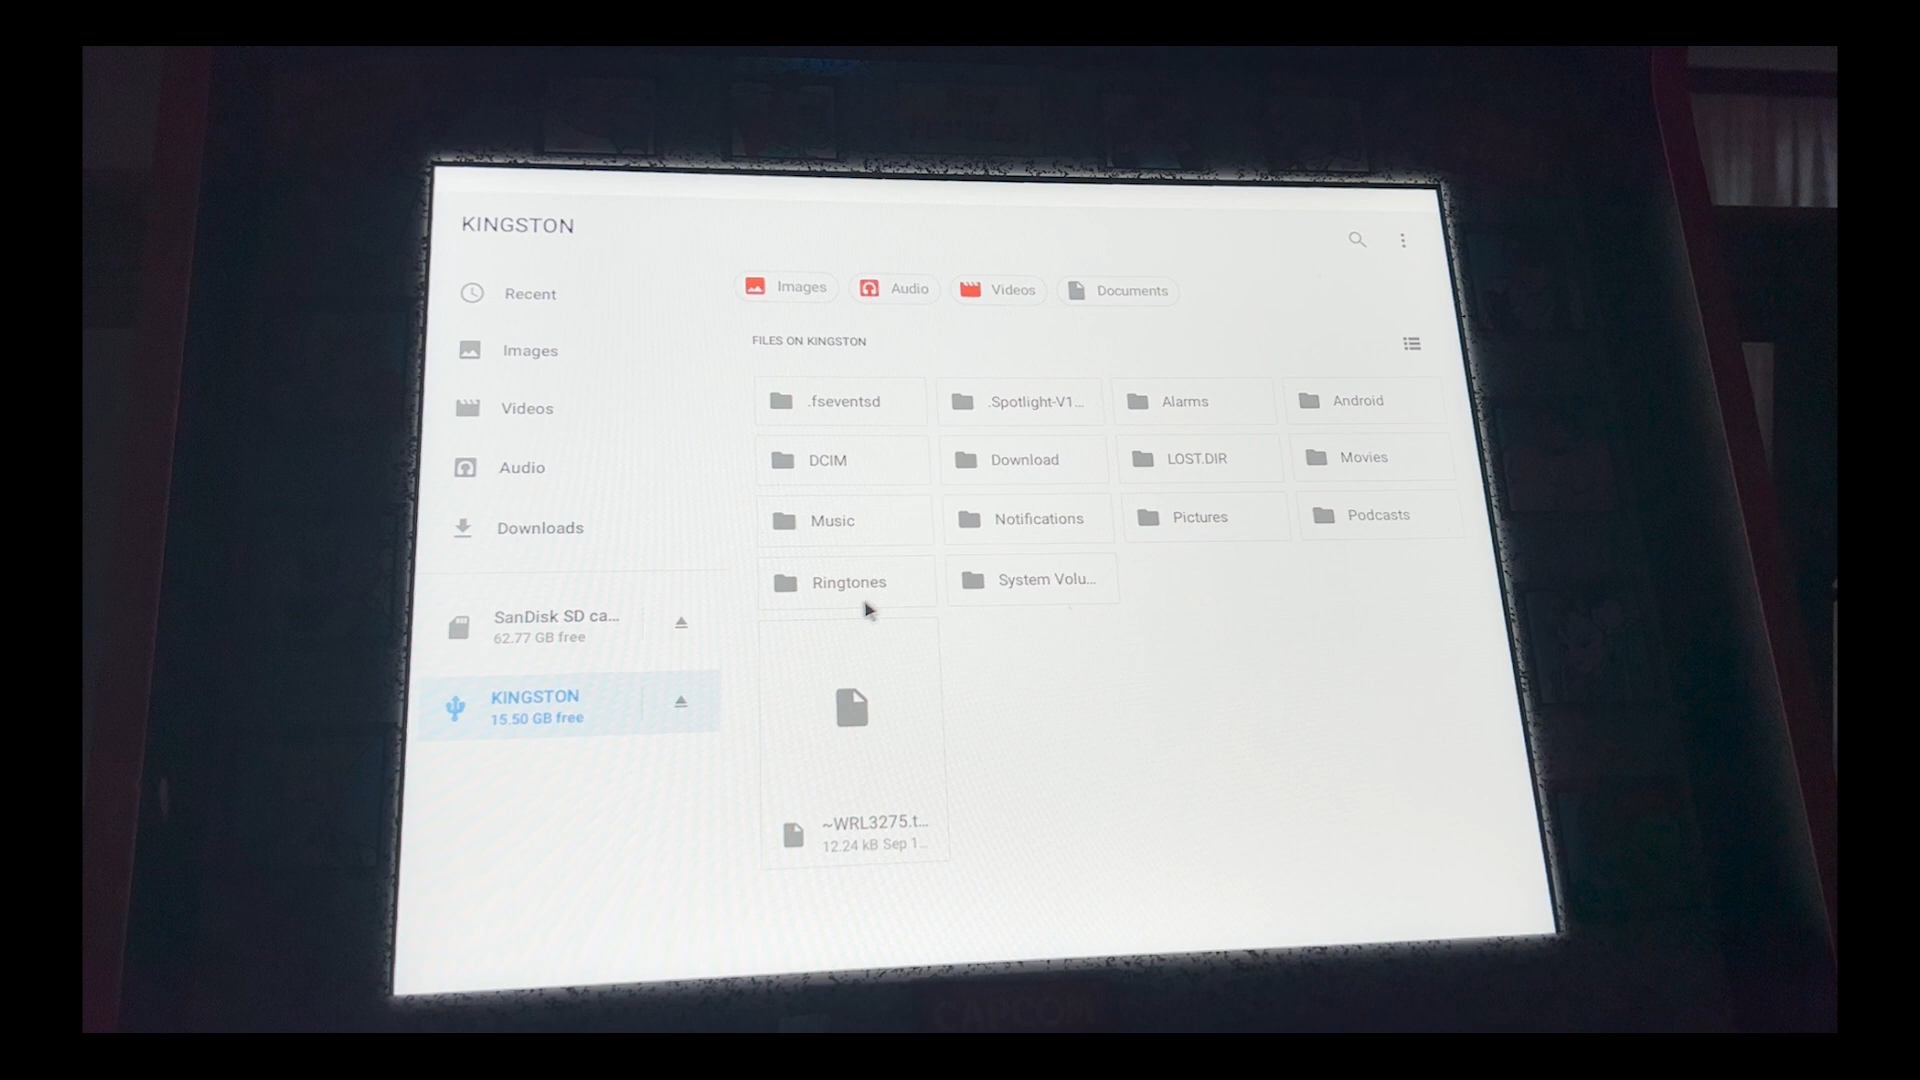 KINGSTON
Recent
Images
Videos
Audio
Downloads
SanDisk SD ca...
62.77 GB free
KINGSTON
15.50 GB free
Images
Audio
Videos
Documents
FILES ON KINGSTON
.fseventsd
.Spotlight-V1...
Alarms
Android
DCIM
Download
LOST.DIR
Movies
Music
Notifications
Pictures
Podcasts
Ringtones
System Volu...
~WRL3275.t...
12.24 kB Sep 1...
CAPCOM